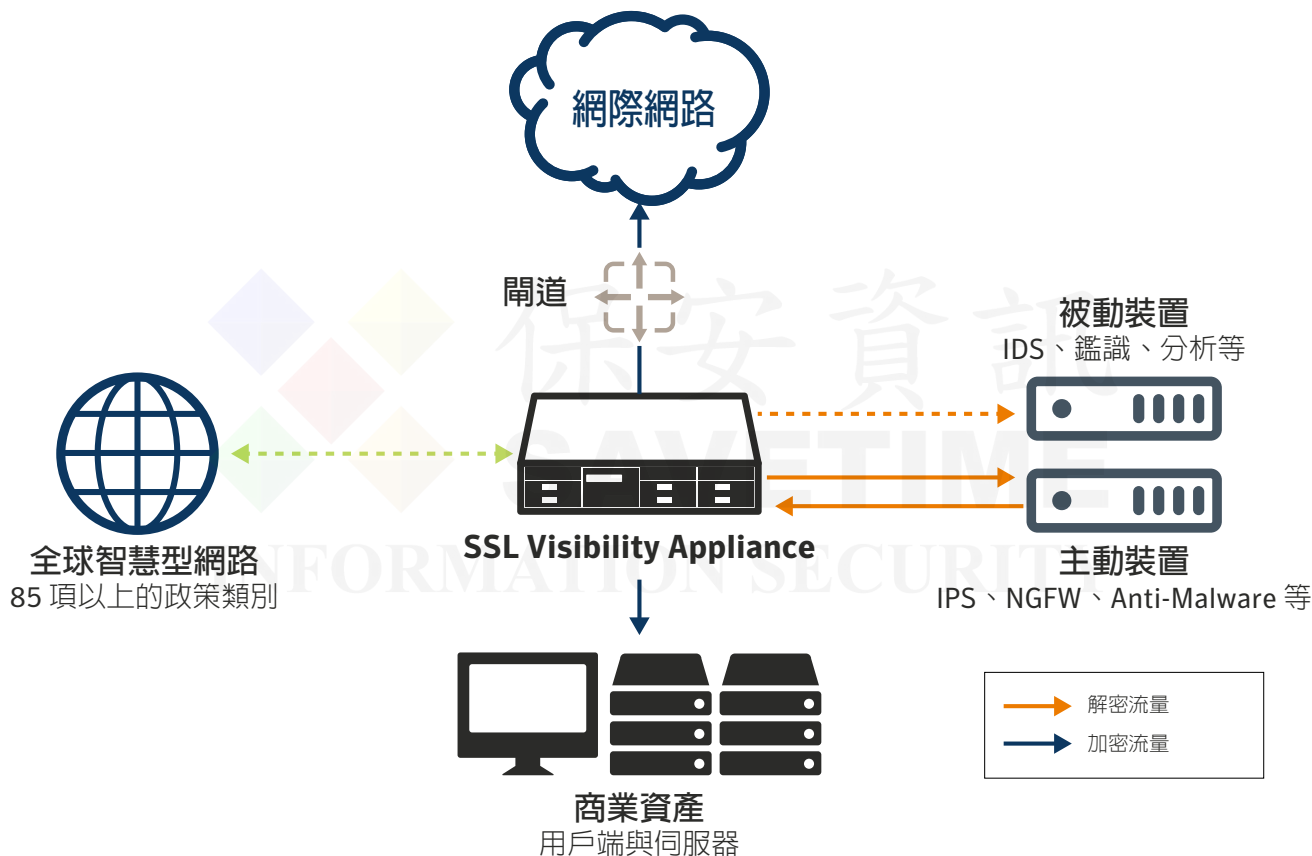 網際網路
閘道
被動裝置
IDS、鑑識、分析等
保安資訊
SAVETIME
INFORMATION SECURITY
全球智慧型網路
85 項以上的政策類別
SSL Visibility Appliance
主動裝置
IPS、NGFW、Anti-Malware 等
解密流量
加密流量
商業資產
用戶端與伺服器